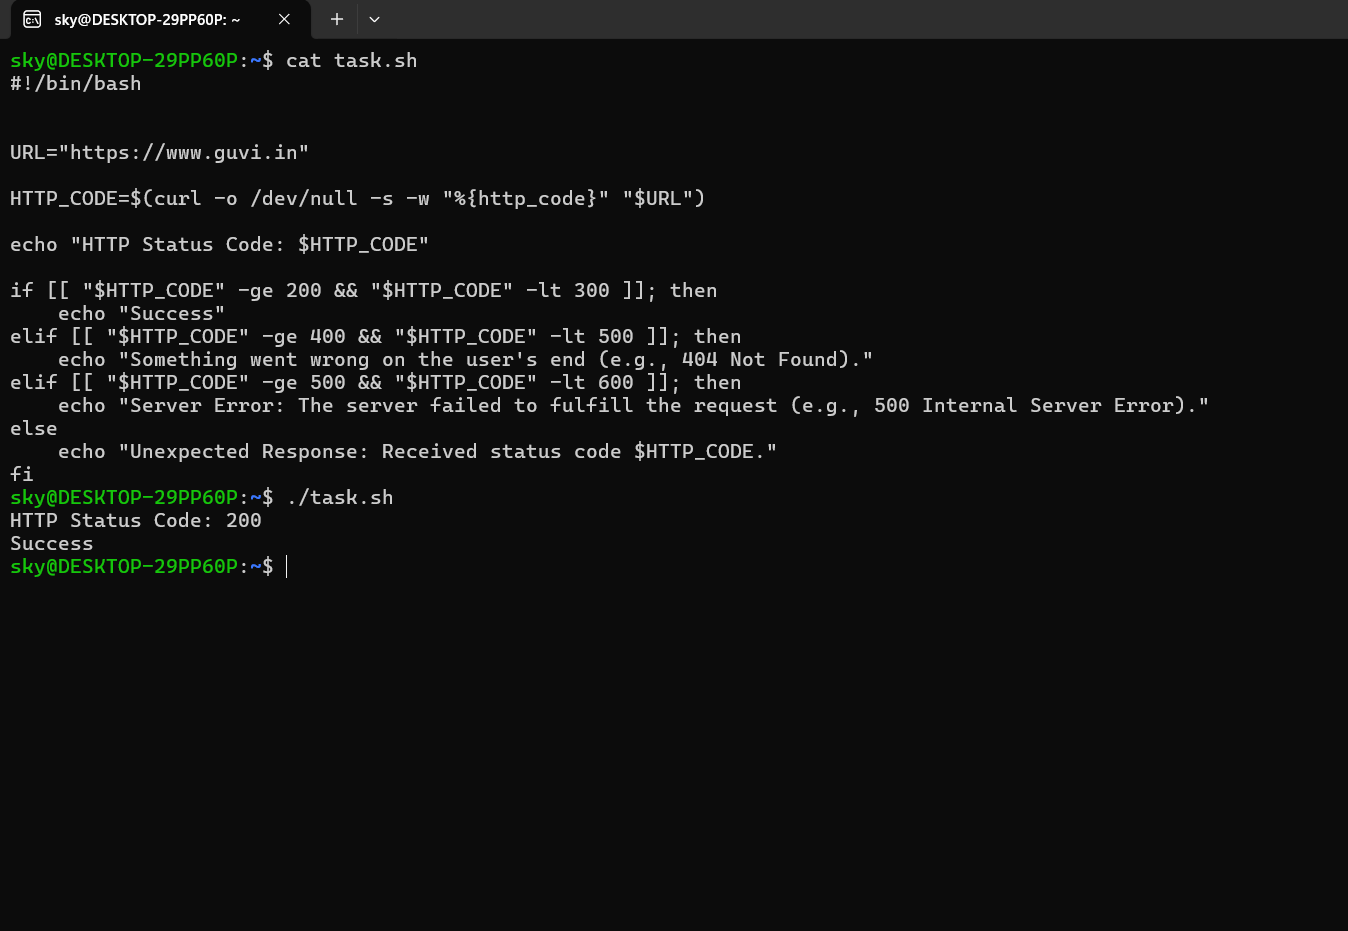 sky@DESKTOP-29PP60P: ~
sky@DESKTOP-29PP60P:~$ cat task.sh
#!/bin/bash
URL="https://www.guvi.in"
HTTP_CODE=$(curl -o /dev/null -s -w "%{http_code}" "$URL")
echo "HTTP Status Code: $HTTP_CODE"
if [[ "$HTTP_CODE" -ge 200 && "$HTTP_CODE" -lt 300 ]]; then
    echo "Success"
elif [[ "$HTTP_CODE" -ge 400 && "$HTTP_CODE" -lt 500 ]]; then
    echo "Something went wrong on the user's end (e.g., 404 Not Found)."
elif [[ "$HTTP_CODE" -ge 500 && "$HTTP_CODE" -lt 600 ]]; then
    echo "Server Error: The server failed to fulfill the request (e.g., 500 Internal Server Error)."
else
    echo "Unexpected Response: Received status code $HTTP_CODE."
fi
sky@DESKTOP-29PP60P:~$ ./task.sh
HTTP Status Code: 200
Success
sky@DESKTOP-29PP60P:~$